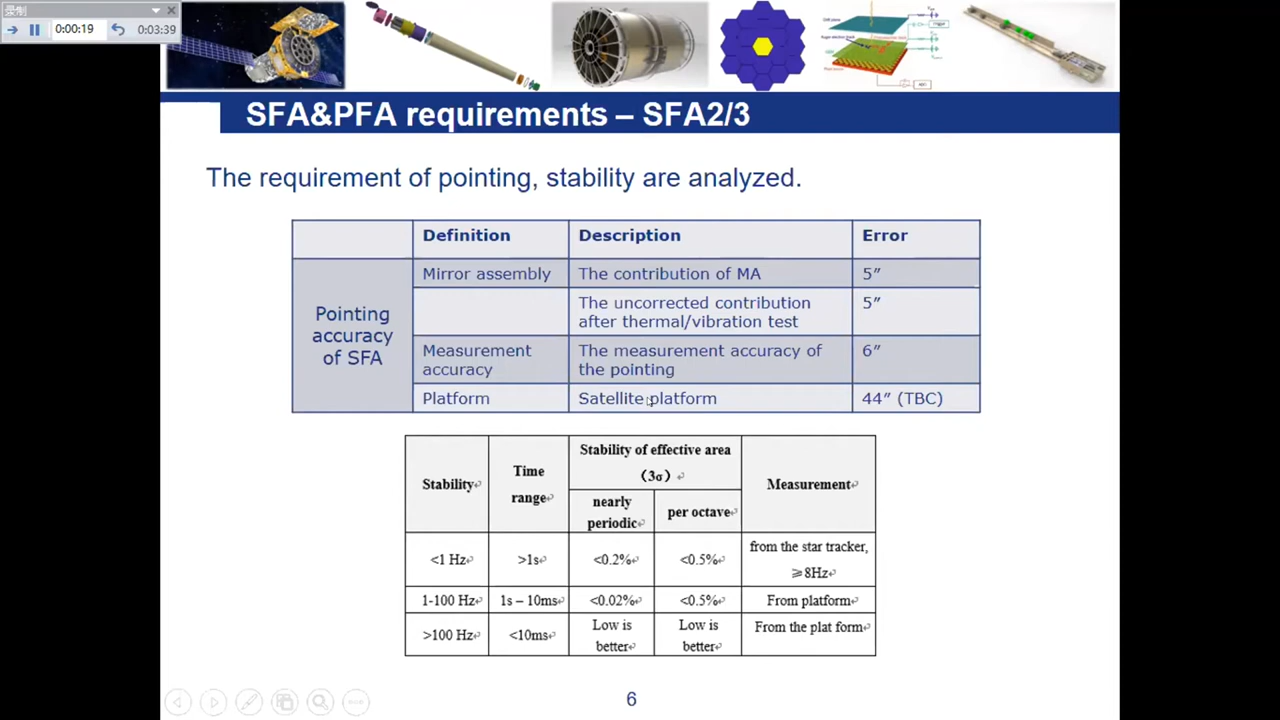 录制
0:00:19
0:03:39
SFA&PFA requirements – SFA2/3
The requirement of pointing, stability are analyzed.
Definition Description Error
Pointing accuracy of SFA
Mirror assembly The contribution of MA 5″
The uncorrected contribution after thermal/vibration test 5″
Measurement accuracy The measurement accuracy of the pointing 6″
Platform Satellite platform 44″ (TBC)
Stability Time range Stability of effective area (3σ) Measurement
nearly periodic per octave
<1 Hz >1s <0.2% <0.5% from the star tracker, ≥8Hz
1-100 Hz 1s – 10ms <0.02% <0.5% From platform
>100 Hz <10ms Low is better Low is better From the plat form
6